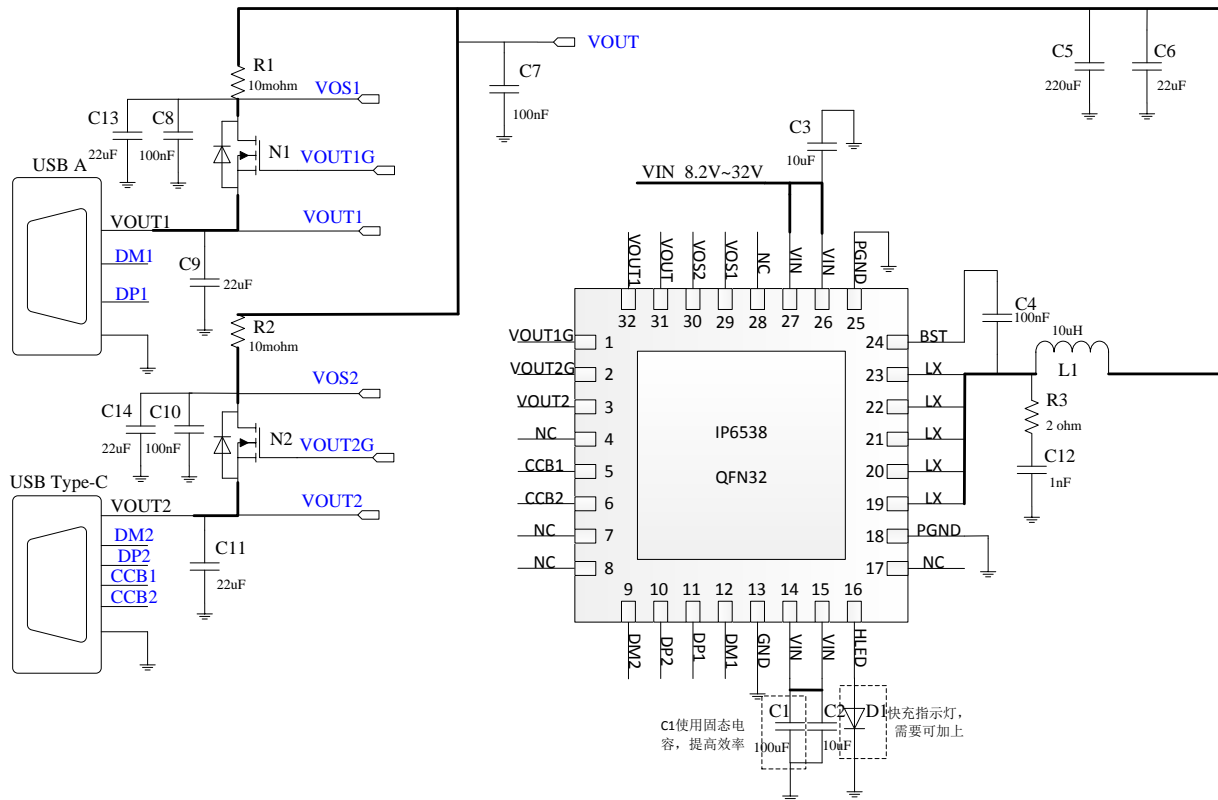 VOUT
R1
10mohm
VOS1
C13
22uF
C8
100nF
N1
VOUT1G
C7
100nF
C5
220uF
C6
22uF
USB A
VOUT1
VOUT1
DM1
DP1
C9
22uF
R2
10mohm
VOS2
C14
22uF
C10
100nF
N2
VOUT2G
USB Type-C
VOUT2
VOUT2
DM2
DP2
CCB1
CCB2
C11
22uF
C3
10uF
VIN 8.2V~32V
VOUT1
VOUT
VOS2
VOS1
NC
VIN
VIN
PGND
32 31 30 29 28 27 26 25
VOUT1G 1
VOUT2G 2
VOUT2 3
NC 4
CCB1 5
CCB2 6
NC 7
NC 8
IP6538
QFN32
24 BST
23 LX
22 LX
21 LX
20 LX
19 LX
18 PGND
17 NC
C4
100nF
10uH
L1
R3
2 ohm
C12
1nF
9 10 11 12 13 14 15 16
DM2
DP2
DP1
DM1
GND
VIN
VIN
HLED
C1使用固态电
容，提高效率
C1
100uF
C2
10uF
D1
快充指示灯，
需要可加上